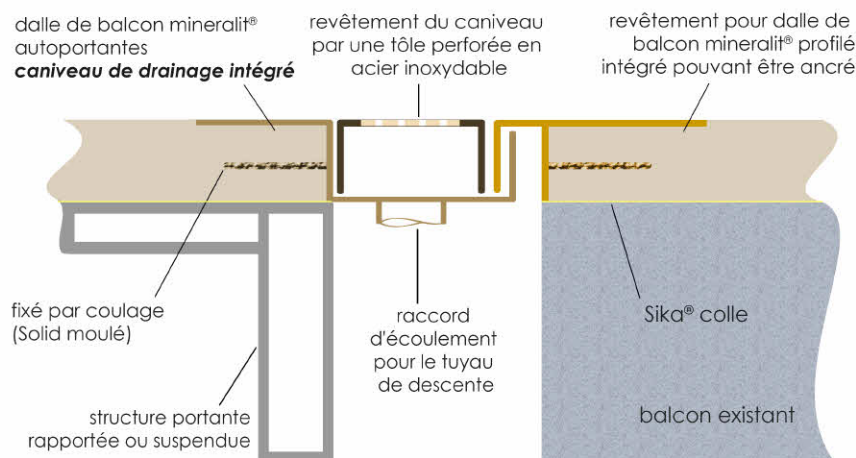 dalle de balcon mineralit®
autoportantes
caniveau de drainage intégré
revêtement du caniveau
par une tôle perforée en
acier inoxydable
revêtement pour dalle de
balcon mineralit® profilé
intégré pouvant être ancré
fixé par coulage
(Solid moulé)
raccord
d'écoulement
pour le tuyau
de descente
Sika® colle
structure portante
rapportée ou suspendue
balcon existant